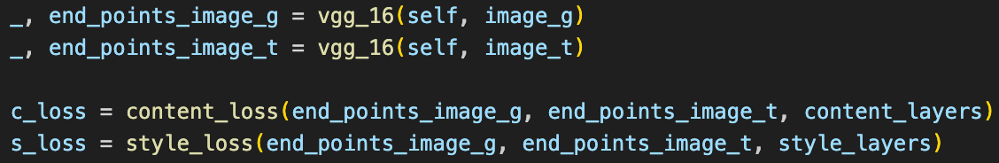 _, end_points_image_g = vgg_16(self, image_g)
_, end_points_image_t = vgg_16(self, image_t)
c_loss = content_loss(end_points_image_g, end_points_image_t, content_layers)
s_loss = style_loss(end_points_image_g, end_points_image_t, style_layers)